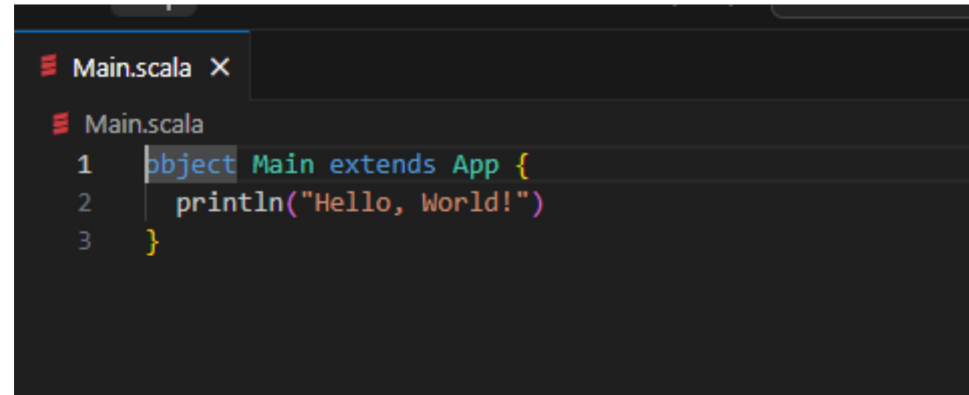 Main.scala
Main.scala
1 object Main extends App {
2   println("Hello, World!")
3 }